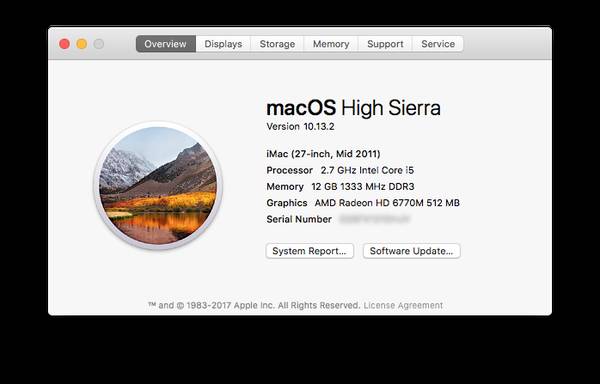 Overview Displays Storage Memory Support Service
macOS High Sierra
Version 10.13.2
iMac (27-inch, Mid 2011)
Processor 2.7 GHz Intel Core i5
Memory 12 GB 1333 MHz DDR3
Graphics AMD Radeon HD 6770M 512 MB
Serial Number
System Report... Software Update...
™ and © 1983-2017 Apple Inc. All Rights Reserved. License Agreement